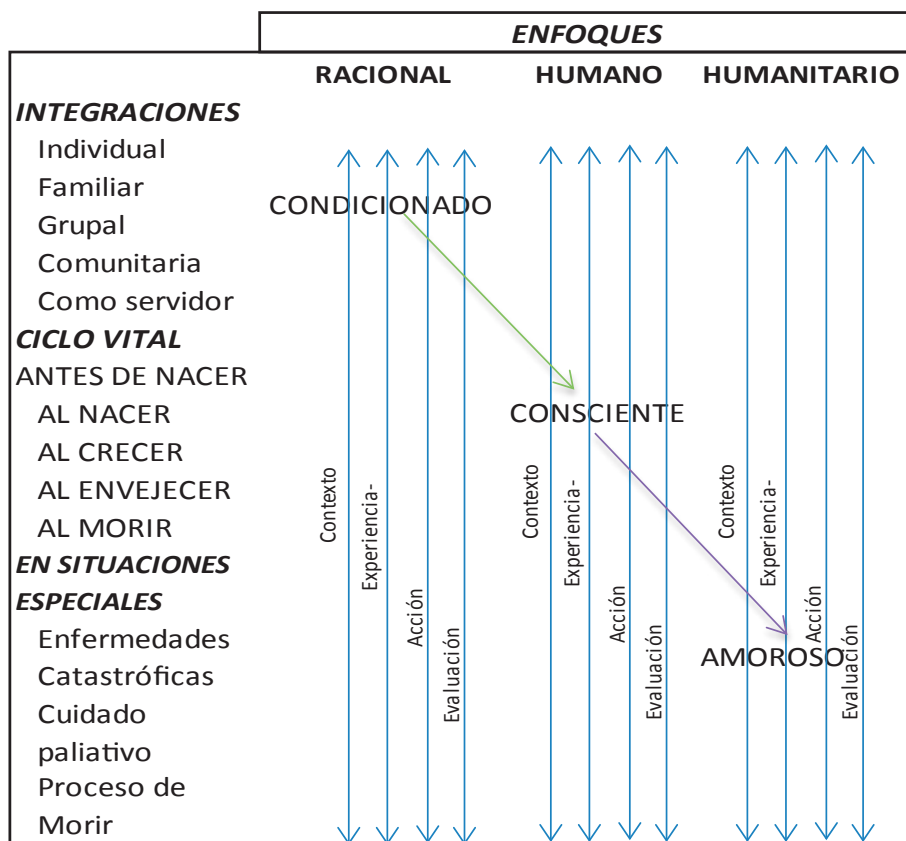 ENFOQUES
RACIONAL HUMANO HUMANITARIO
INTEGRACIONES
Individual
Familiar
CONDICIONADO
Grupal
Comunitaria
Como servidor
CICLO VITAL
ANTES DE NACER
AL NACER
CONSCIENTE
AL CRECER
AL ENVEJECER
AL MORIR
EN SITUACIONES
ESPECIALES
Enfermedades
AMOROSO
Catastróficas
Cuidado
paliativo
Proceso de
Morir
Contexto
Experiencia-
Acción
Evaluación
Contexto
Experiencia-
Acción
Evaluación
Contexto
Experiencia-
Acción
Evaluación